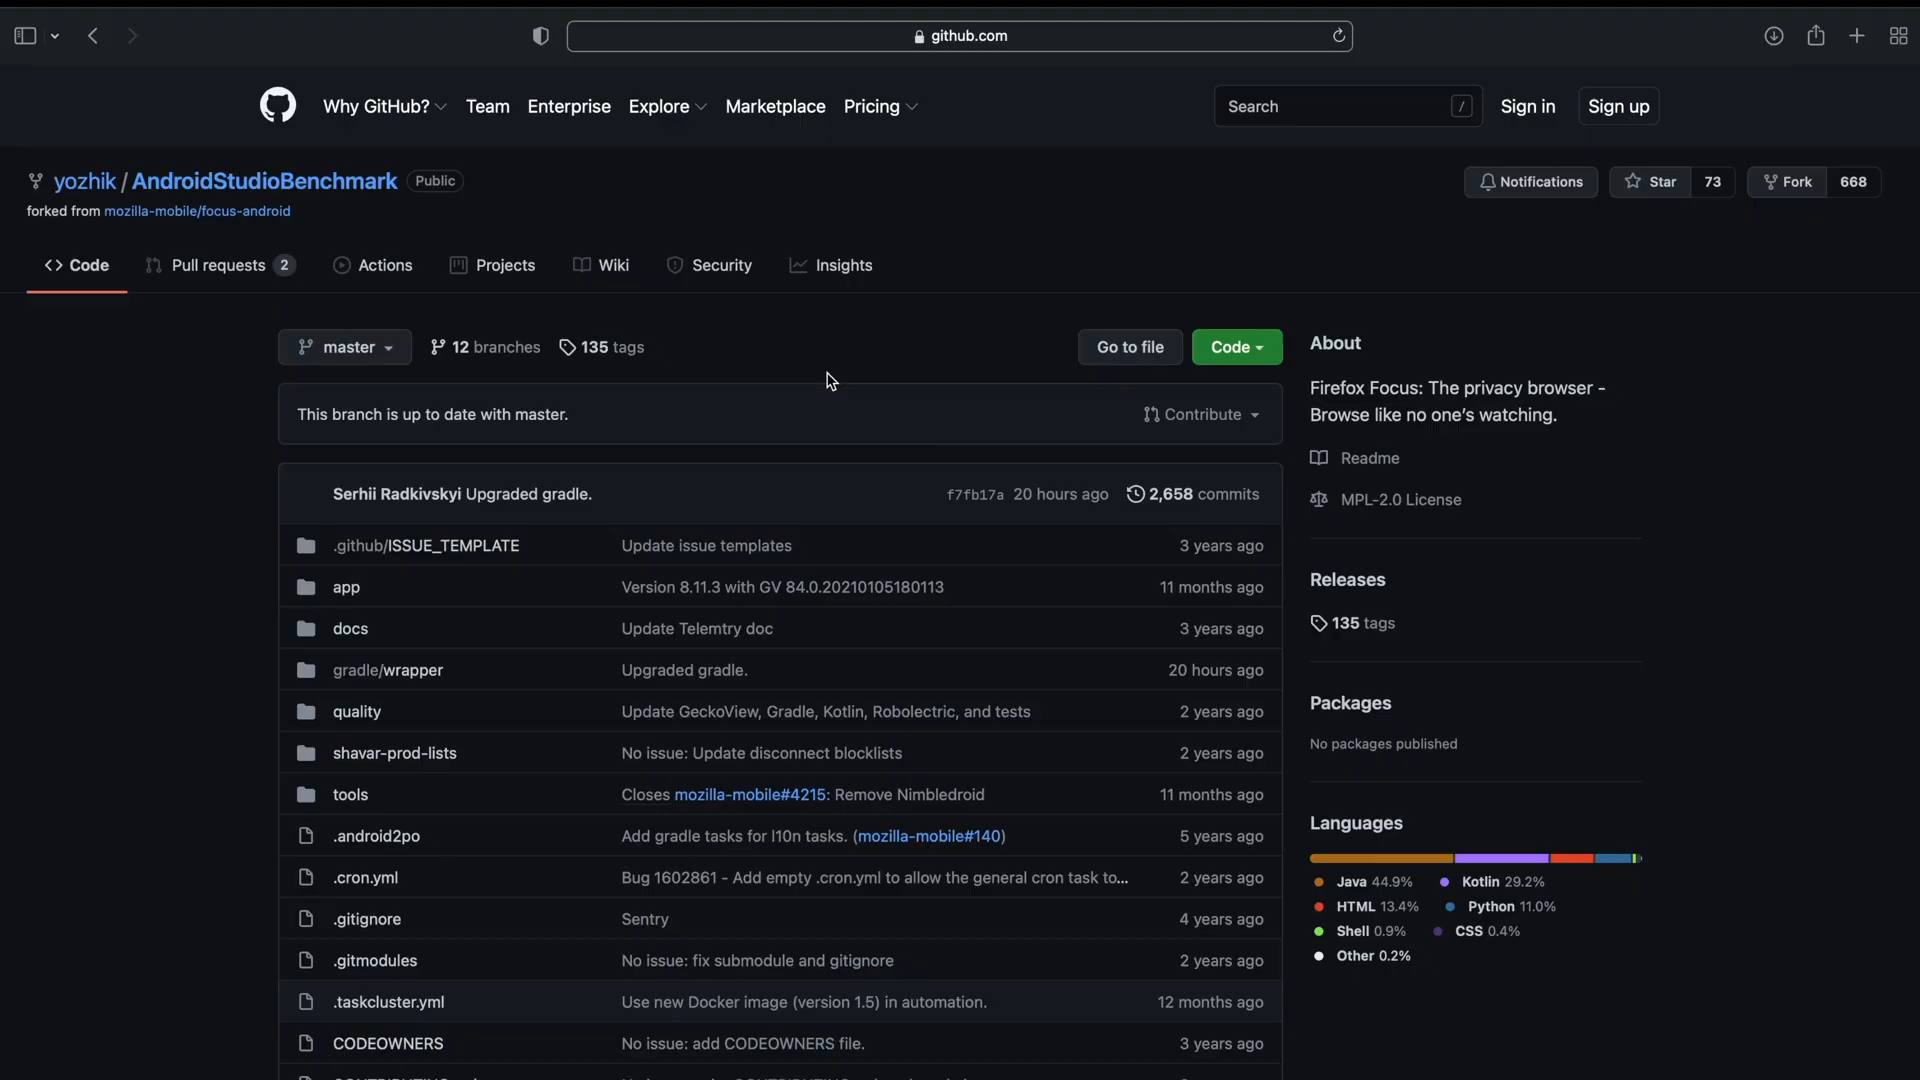 github.com
Why GitHub? Team Enterprise Explore Marketplace Pricing Search / Sign in Sign up
yozhik / AndroidStudioBenchmark Public Notifications Star 73 Fork 668
forked from mozilla-mobile/focus-android
Code Pull requests 2 Actions Projects Wiki Security Insights
master 12 branches 135 tags Go to file Code
This branch is up to date with master. Contribute
Serhii Radkivskyi Upgraded gradle. f7fb17a 20 hours ago 2,658 commits
.github/ISSUE_TEMPLATE Update issue templates 3 years ago
app Version 8.11.3 with GV 84.0.20210105180113 11 months ago
docs Update Telemtry doc 3 years ago
gradle/wrapper Upgraded gradle. 20 hours ago
quality Update GeckoView, Gradle, Kotlin, Robolectric, and tests 2 years ago
shavar-prod-lists No issue: Update disconnect blocklists 2 years ago
tools Closes mozilla-mobile#4215: Remove Nimbledroid 11 months ago
.android2po Add gradle tasks for l10n tasks. (mozilla-mobile#140) 5 years ago
.cron.yml Bug 1602861 - Add empty .cron.yml to allow the general cron task to... 2 years ago
.gitignore Sentry 4 years ago
.gitmodules No issue: fix submodule and gitignore 2 years ago
.taskcluster.yml Use new Docker image (version 1.5) in automation. 12 months ago
CODEOWNERS No issue: add CODEOWNERS file. 3 years ago
About
Firefox Focus: The privacy browser -
Browse like no one's watching.
Readme
MPL-2.0 License
Releases
135 tags
Packages
No packages published
Languages
Java 44.9% Kotlin 29.2%
HTML 13.4% Python 11.0%
Shell 0.9% CSS 0.4%
Other 0.2%